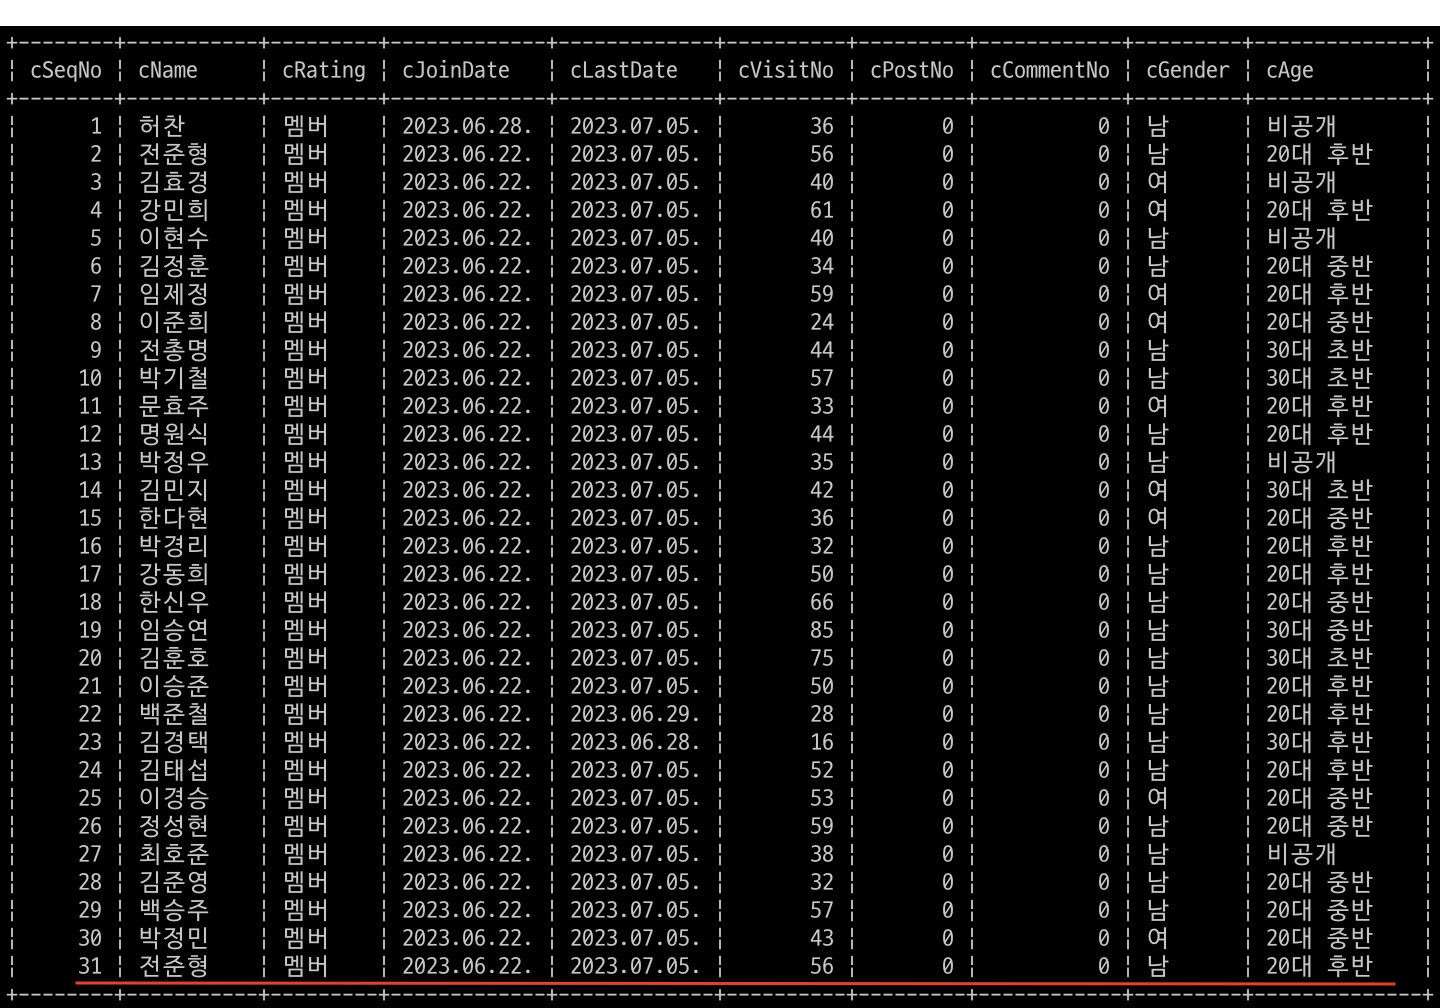 cSeqNo | cName | cRating | cJoinDate | cLastDate | cVisitNo | cPostNo | cCommentNo | cGender | cAge
1 | 허찬 | 멤버 | 2023.06.28. | 2023.07.05. | 36 | 0 | 0 | 남 | 비공개
2 | 전준형 | 멤버 | 2023.06.22. | 2023.07.05. | 56 | 0 | 0 | 남 | 20대 후반
3 | 김효경 | 멤버 | 2023.06.22. | 2023.07.05. | 40 | 0 | 0 | 여 | 비공개
4 | 강민희 | 멤버 | 2023.06.22. | 2023.07.05. | 61 | 0 | 0 | 여 | 20대 후반
5 | 이현수 | 멤버 | 2023.06.22. | 2023.07.05. | 40 | 0 | 0 | 남 | 비공개
6 | 김정훈 | 멤버 | 2023.06.22. | 2023.07.05. | 34 | 0 | 0 | 남 | 20대 중반
7 | 임제정 | 멤버 | 2023.06.22. | 2023.07.05. | 59 | 0 | 0 | 여 | 20대 후반
8 | 이준희 | 멤버 | 2023.06.22. | 2023.07.05. | 24 | 0 | 0 | 여 | 20대 중반
9 | 전총명 | 멤버 | 2023.06.22. | 2023.07.05. | 44 | 0 | 0 | 남 | 30대 초반
10 | 박기철 | 멤버 | 2023.06.22. | 2023.07.05. | 57 | 0 | 0 | 남 | 30대 초반
11 | 문효주 | 멤버 | 2023.06.22. | 2023.07.05. | 33 | 0 | 0 | 여 | 20대 후반
12 | 명원식 | 멤버 | 2023.06.22. | 2023.07.05. | 44 | 0 | 0 | 남 | 20대 후반
13 | 박정우 | 멤버 | 2023.06.22. | 2023.07.05. | 35 | 0 | 0 | 남 | 비공개
14 | 김민지 | 멤버 | 2023.06.22. | 2023.07.05. | 42 | 0 | 0 | 여 | 30대 초반
15 | 한다현 | 멤버 | 2023.06.22. | 2023.07.05. | 36 | 0 | 0 | 여 | 20대 중반
16 | 박경리 | 멤버 | 2023.06.22. | 2023.07.05. | 32 | 0 | 0 | 남 | 20대 후반
17 | 강동희 | 멤버 | 2023.06.22. | 2023.07.05. | 50 | 0 | 0 | 남 | 20대 후반
18 | 한신우 | 멤버 | 2023.06.22. | 2023.07.05. | 66 | 0 | 0 | 남 | 20대 중반
19 | 임승연 | 멤버 | 2023.06.22. | 2023.07.05. | 85 | 0 | 0 | 남 | 30대 중반
20 | 김훈호 | 멤버 | 2023.06.22. | 2023.07.05. | 75 | 0 | 0 | 남 | 30대 초반
21 | 이승준 | 멤버 | 2023.06.22. | 2023.07.05. | 50 | 0 | 0 | 남 | 20대 후반
22 | 백준철 | 멤버 | 2023.06.22. | 2023.06.29. | 28 | 0 | 0 | 남 | 20대 후반
23 | 김경택 | 멤버 | 2023.06.22. | 2023.06.28. | 16 | 0 | 0 | 남 | 30대 후반
24 | 김태섭 | 멤버 | 2023.06.22. | 2023.07.05. | 52 | 0 | 0 | 남 | 20대 후반
25 | 이경승 | 멤버 | 2023.06.22. | 2023.07.05. | 53 | 0 | 0 | 여 | 20대 중반
26 | 정성현 | 멤버 | 2023.06.22. | 2023.07.05. | 59 | 0 | 0 | 남 | 20대 중반
27 | 최호준 | 멤버 | 2023.06.22. | 2023.07.05. | 38 | 0 | 0 | 남 | 비공개
28 | 김준영 | 멤버 | 2023.06.22. | 2023.07.05. | 32 | 0 | 0 | 남 | 20대 중반
29 | 백승주 | 멤버 | 2023.06.22. | 2023.07.05. | 57 | 0 | 0 | 남 | 20대 중반
30 | 박정민 | 멤버 | 2023.06.22. | 2023.07.05. | 43 | 0 | 0 | 여 | 20대 중반
31 | 전준형 | 멤버 | 2023.06.22. | 2023.07.05. | 56 | 0 | 0 | 남 | 20대 후반